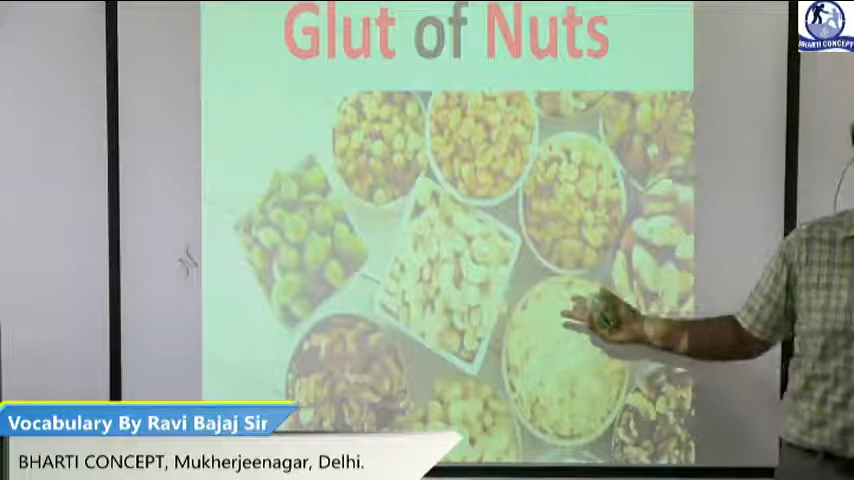 Glut of Nuts
BHARTI CONCEPT
Vocabulary By Ravi Bajaj Sir
BHARTI CONCEPT, Mukherjeenagar, Delhi.